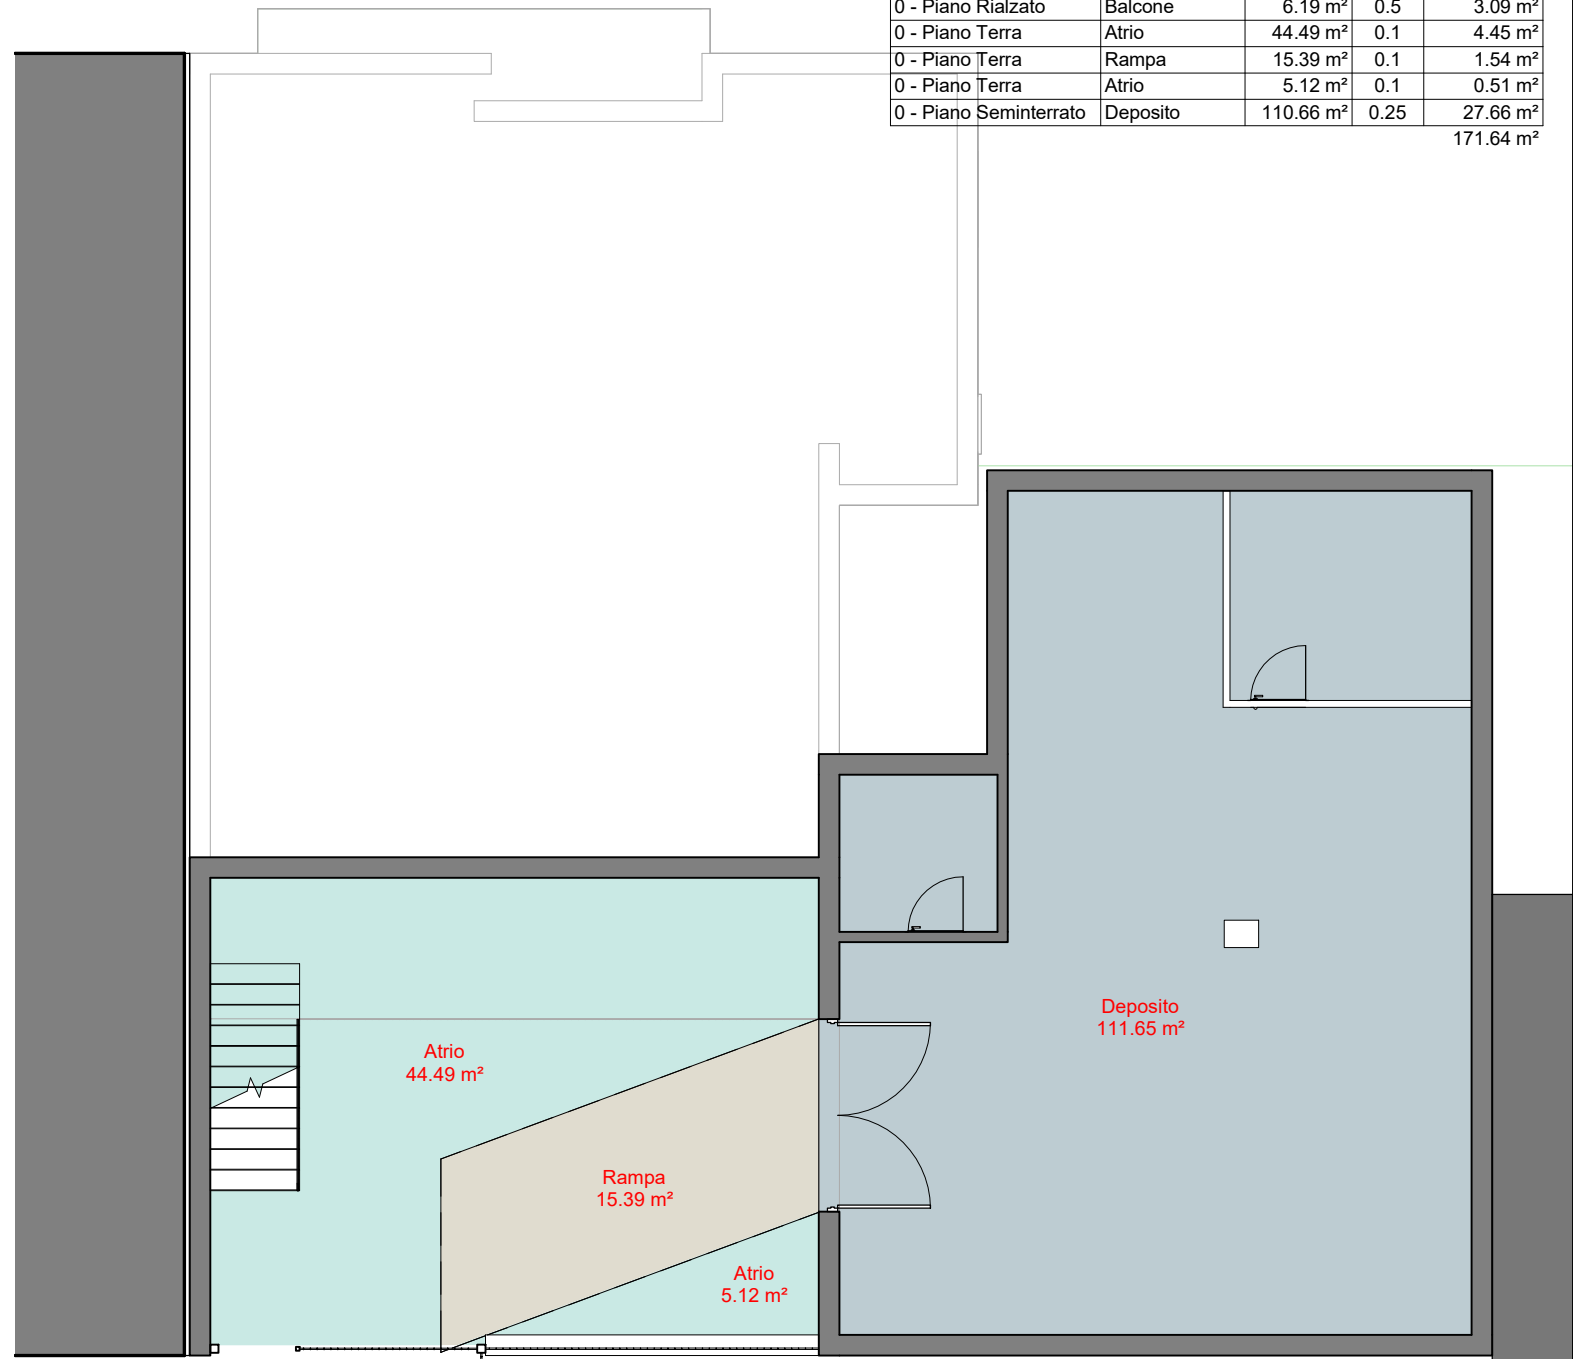 0 - Piano Rialzato Balcone 6.19 m² 0.5 3.09 m²
0 - Piano Terra Atrio 44.49 m² 0.1 4.45 m²
0 - Piano Terra Rampa 15.39 m² 0.1 1.54 m²
0 - Piano Terra Atrio 5.12 m² 0.1 0.51 m²
0 - Piano Seminterrato Deposito 110.66 m² 0.25 27.66 m²
171.64 m²
Deposito
111.65 m²
Atrio
44.49 m²
Rampa
15.39 m²
Atrio
5.12 m²